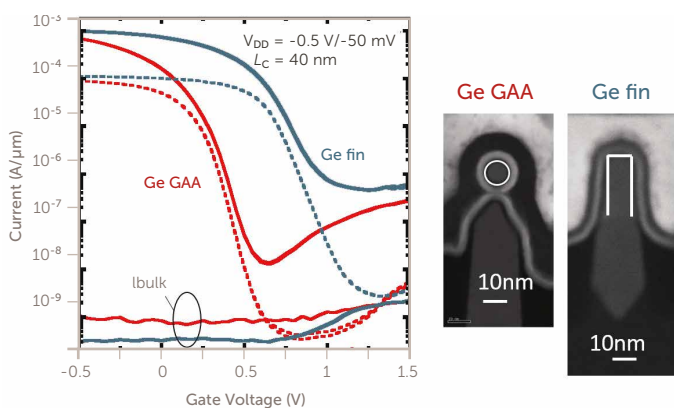 10⁻³
10⁻⁴
10⁻⁵
10⁻⁶
10⁻⁷
10⁻⁸
10⁻⁹
Current (A/μm)
V_DD = -0.5 V/-50 mV
L_C = 40 nm
Ge fin
Ge GAA
Ibulk
-0.5 0 0.5 1 1.5
Gate Voltage (V)
Ge GAA
Ge fin
10nm
10nm